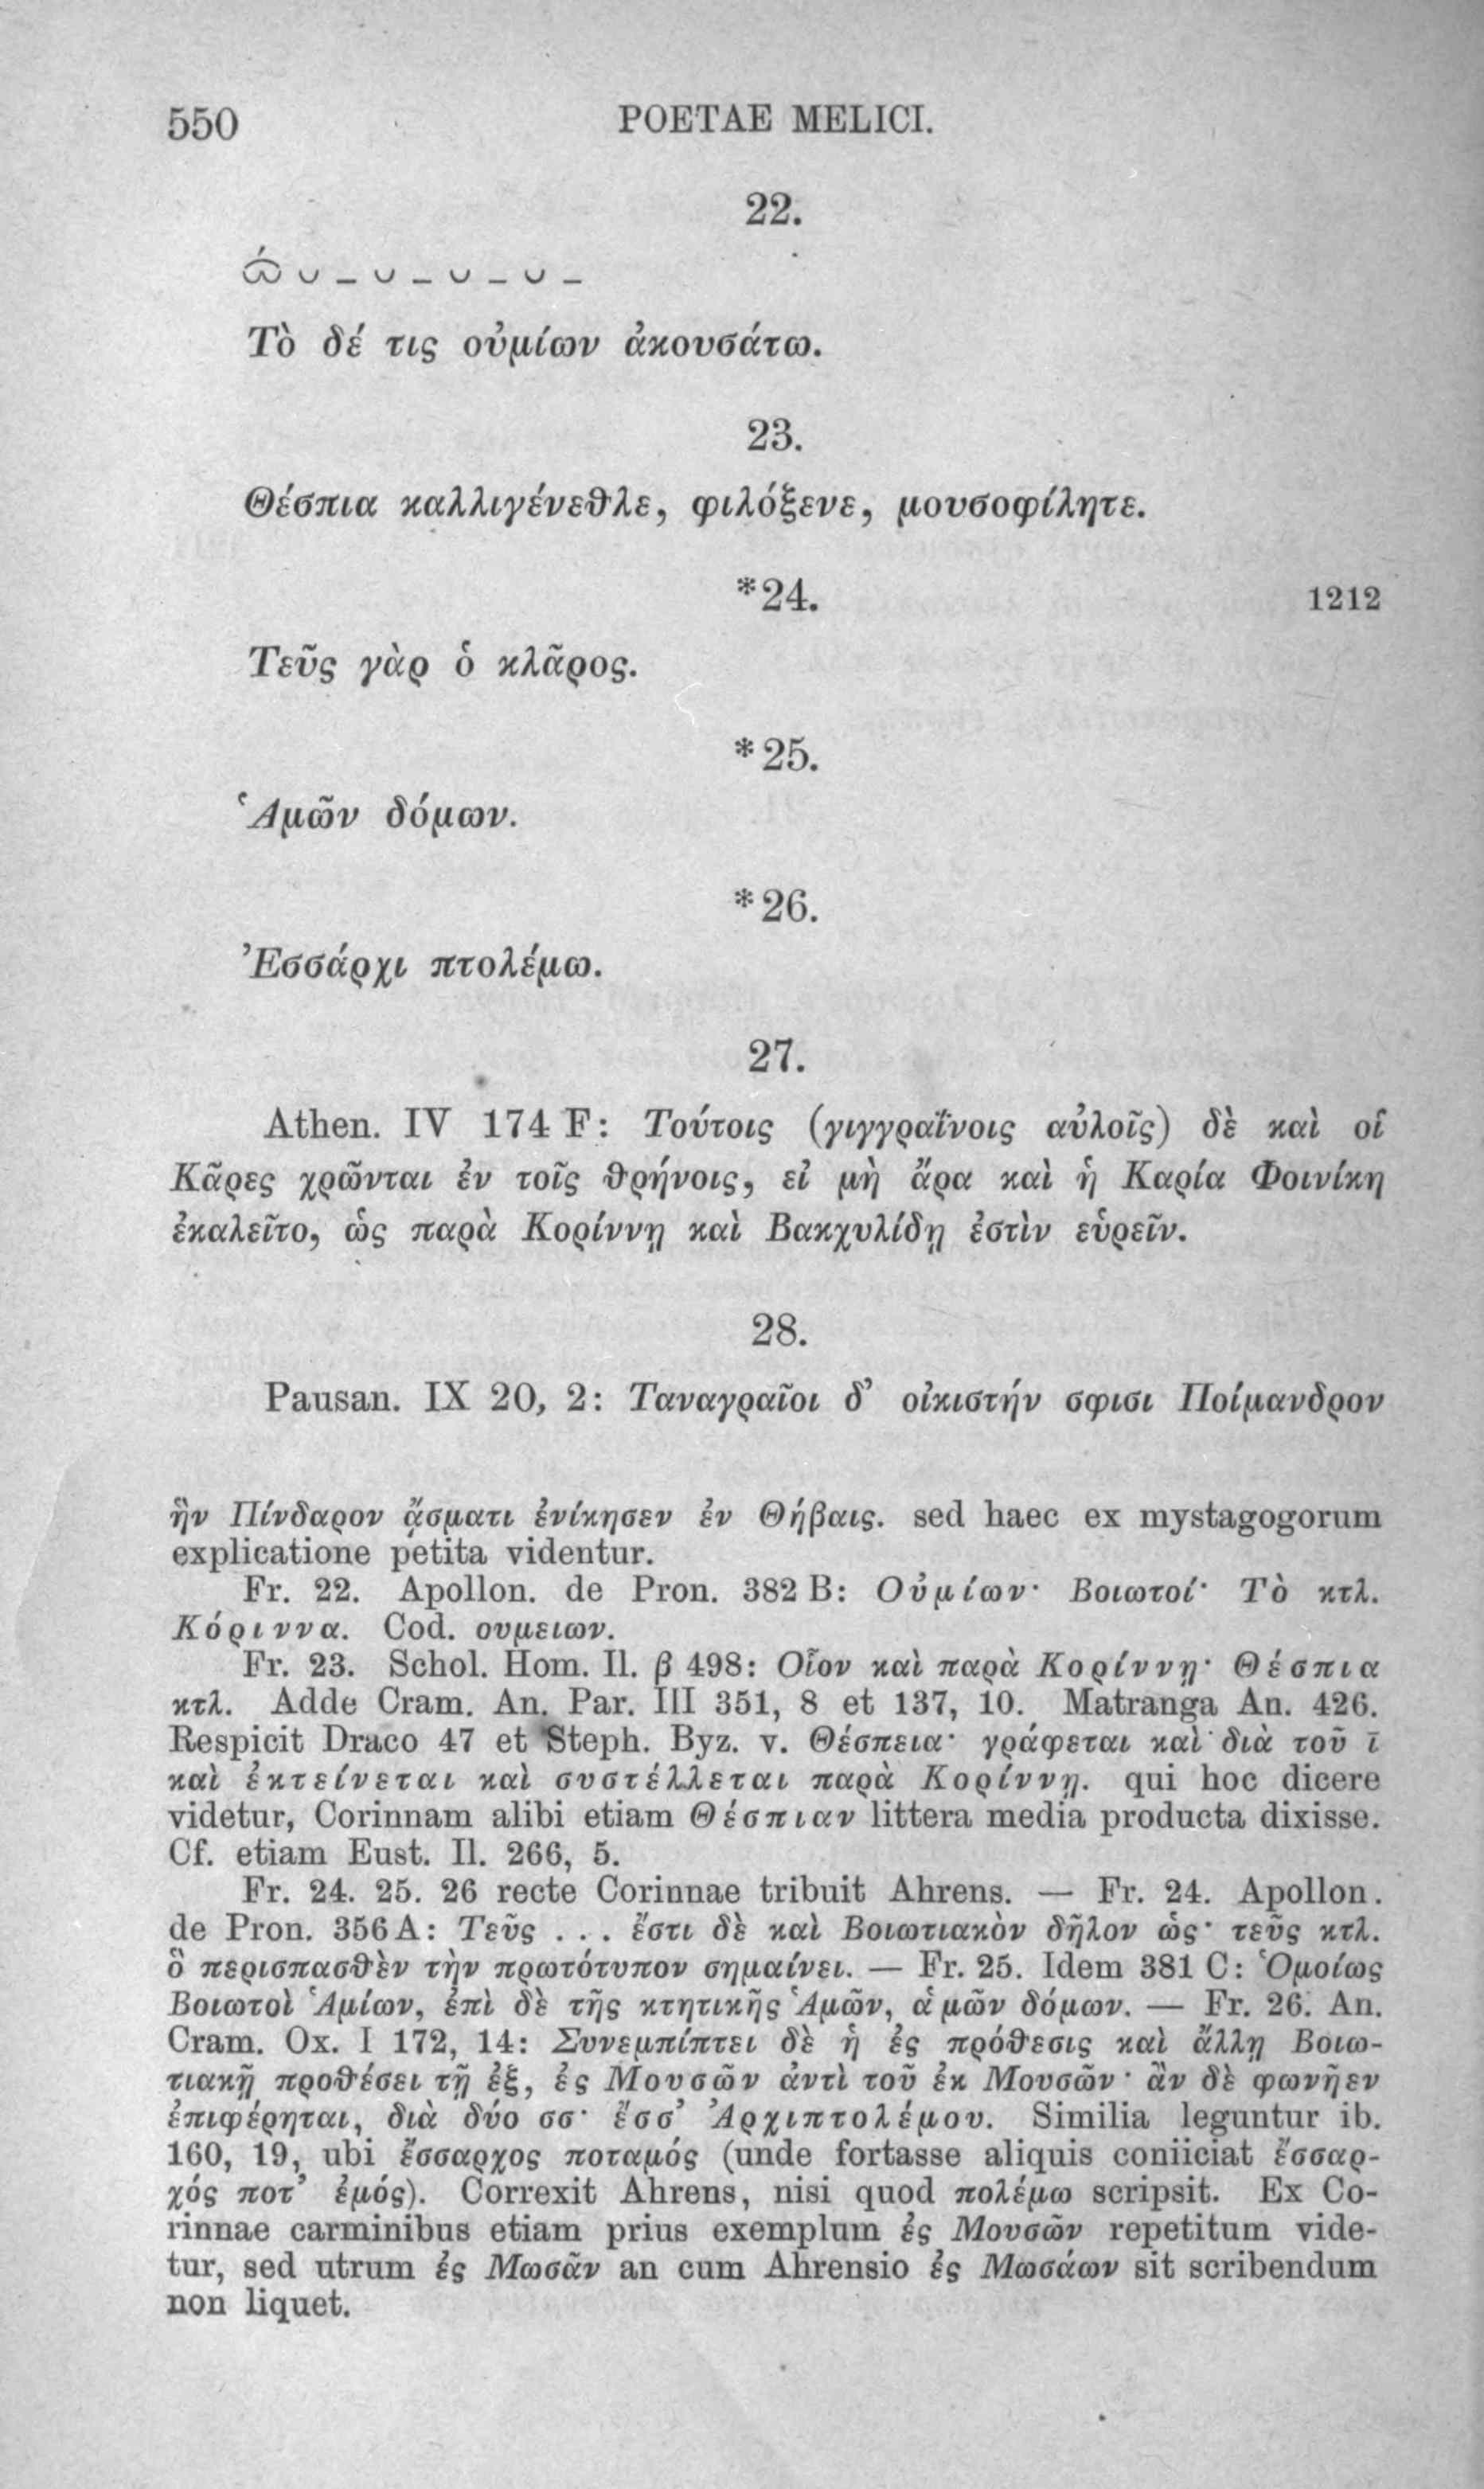 550
POETAE MELICI.
22.
Τὸ δέ τις οὐμίων ἀκουσάτω.
23.
Θέσπια καλλιγένεθλε, φιλόξενε, μουσοφίλητε.
*24.
1212
Τεῦς γὰρ ὁ κλᾶρος.
*25.
Ἁμῶν δόμων.
*26.
Ἐσσάρχι πτολέμω.
27.
Athen. IV 174 F: Τούτοις (γιγγραΐνοις αὐλοῖς) δὲ καὶ οἱ
Κᾶρες χρῶνται ἐν τοῖς θρήνοις, εἰ μὴ ἄρα καὶ ἡ Καρία Φοινίκη
ἐκαλεῖτο, ὡς παρὰ Κορίννῃ καὶ Βακχυλίδῃ ἐστὶν εὑρεῖν.
28.
Pausan. IX 20, 2: Ταναγραῖοι δ’ οἰκιστήν σφισι Ποίμανδρον
ἣν Πίνδαρον ᾄσματι ἐνίκησεν ἐν Θήβαις. sed haec ex mystagogorum
explicatione petita videntur.
Fr. 22. Apollon. de Pron. 382 B: Οὐμίων· Βοιωτοί· Τὸ κτλ.
Κόριννα. Cod. ουμειων.
Fr. 23. Schol. Hom. Il. β 498: Οἷον καὶ παρὰ Κορίννῃ· Θέσπια
κτλ. Adde Cram. An. Par. III 351, 8 et 137, 10. Matranga An. 426.
Respicit Draco 47 et Steph. Byz. v. Θέσπεια· γράφεται καὶ διὰ τοῦ ῑ
καὶ ἐκτείνεται καὶ συστέλλεται παρὰ Κορίννῃ. qui hoc dicere
videtur, Corinnam alibi etiam Θέσπιαν littera media producta dixisse.
Cf. etiam Eust. Il. 266, 5.
Fr. 24. 25. 26 recte Corinnae tribuit Ahrens. — Fr. 24. Apollon.
de Pron. 356 A: Τεῦς . . . ἔστι δὲ καὶ Βοιωτιακὸν δῆλον ὡς· τεῦς κτλ.
ὃ περισπασθὲν τὴν πρωτότυπον σημαίνει. — Fr. 25. Idem 381 C: Ὁμοίως
Βοιωτοὶ Ἁμίων, ἐπὶ δὲ τῆς κτητικῆς Ἁμῶν, ἁμῶν δόμων. — Fr. 26. An.
Cram. Ox. I 172, 14: Συνεμπίπτει δὲ ἡ ἐς πρόθεσις καὶ ἄλλῃ Βοιω-
τιακῇ προθέσει τῇ ἐξ, ἐς Μουσῶν ἀντὶ τοῦ ἐκ Μουσῶν· ἂν δὲ φωνῆεν
ἐπιφέρηται, διὰ δύο σσ· ἔσσ’ Ἀρχιπτολέμου. Similia leguntur ib.
160, 19, ubi ἔσσαρχος ποταμός (unde fortasse aliquis coniiciat ἔσσαρ-
χός ποτ’ ἐμός). Correxit Ahrens, nisi quod πολέμω scripsit. Ex Co-
rinnae carminibus etiam prius exemplum ἐς Μουσῶν repetitum vide-
tur, sed utrum ἐς Μωσᾶν an cum Ahrensio ἐς Μωσάων sit scribendum
non liquet.